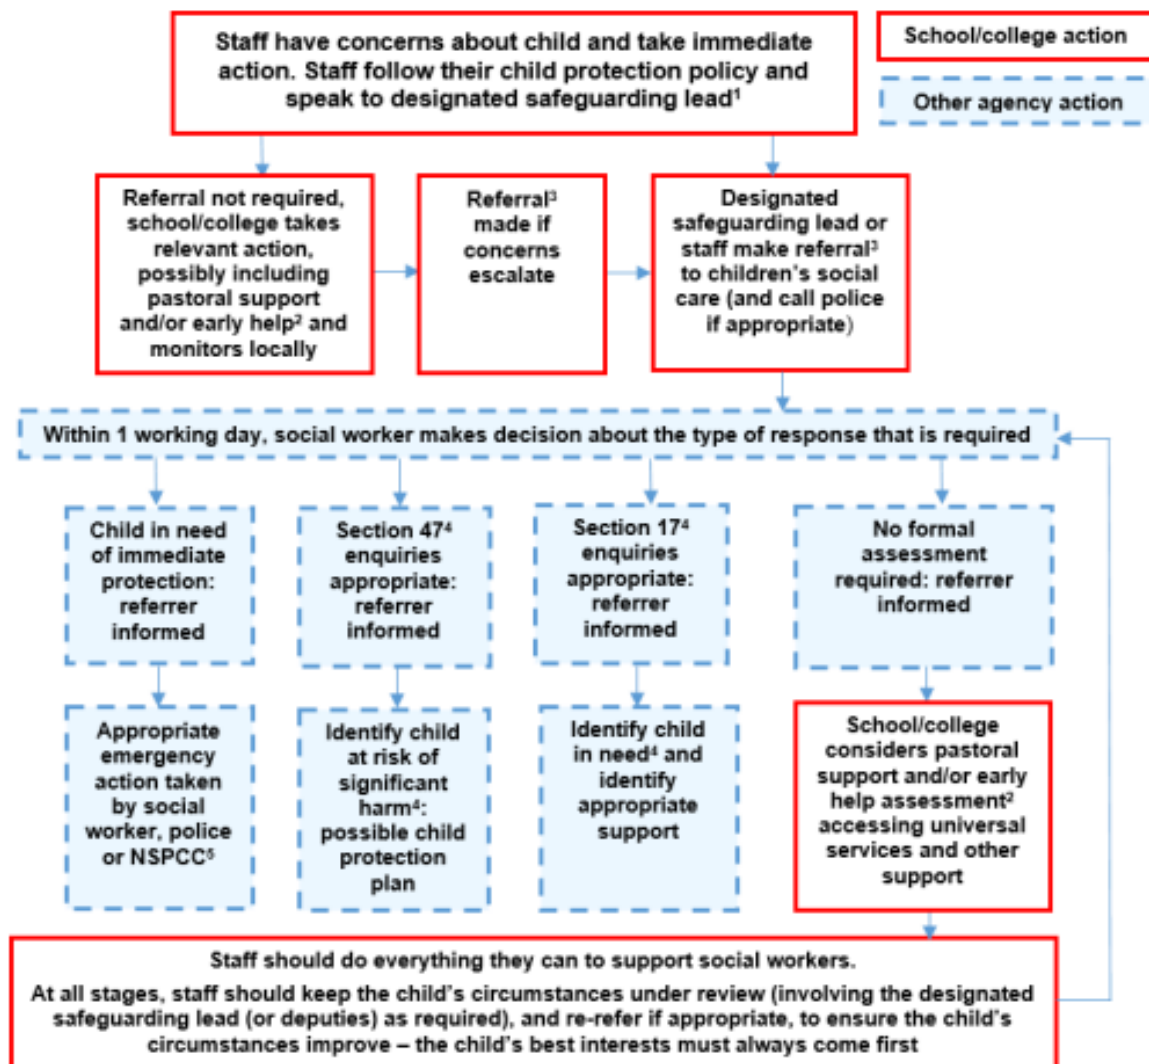 Staff have concerns about child and take immediate
action. Staff follow their child protection policy and
speak to designated safeguarding lead¹
School/college action
Other agency action
Referral not required,
school/college takes
relevant action,
possibly including
pastoral support
and/or early help² and
monitors locally
Referral³
made if
concerns
escalate
Designated
safeguarding lead or
staff make referral³
to children's social
care (and call police
if appropriate)
Within 1 working day, social worker makes decision about the type of response that is required
Child in need
of immediate
protection:
referrer
informed
Section 47⁴
enquiries
appropriate:
referrer
informed
Section 17⁴
enquiries
appropriate:
referrer
informed
No formal
assessment
required: referrer
informed
Appropriate
emergency
action taken
by social
worker, police
or NSPCC⁵
Identify child
at risk of
significant
harm⁴:
possible child
protection
plan
Identify child
in need⁴ and
identify
appropriate
support
School/college
considers pastoral
support and/or early
help assessment²
accessing universal
services and other
support
Staff should do everything they can to support social workers.
At all stages, staff should keep the child's circumstances under review (involving the designated
safeguarding lead (or deputies) as required), and re-refer if appropriate, to ensure the child's
circumstances improve – the child's best interests must always come first